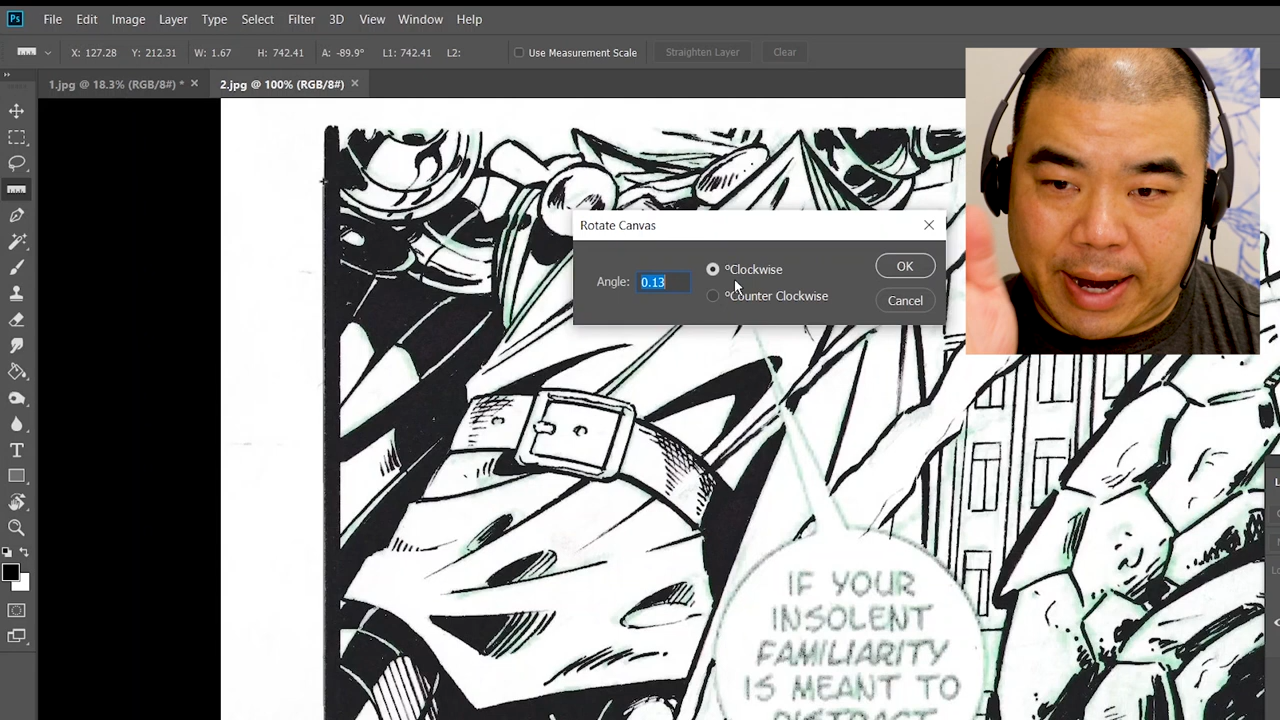 Ps File Edit Image Layer Type Select Filter 3D View Window Help
X: 127.28 Y: 212.31 W: 1.67 H: 742.41 A: -89.9° L1: 742.41 L2: Use Measurement Scale Straighten Layer Clear
1.jpg @ 18.3% (RGB/8#) * × 2.jpg @ 100% (RGB/8#) ×
Rotate Canvas
Angle: 0.13
°Clockwise
°Counter Clockwise
OK
Cancel
IF YOUR
INSOLENT
FAMILIARITY
IS MEANT TO
DISTRACT